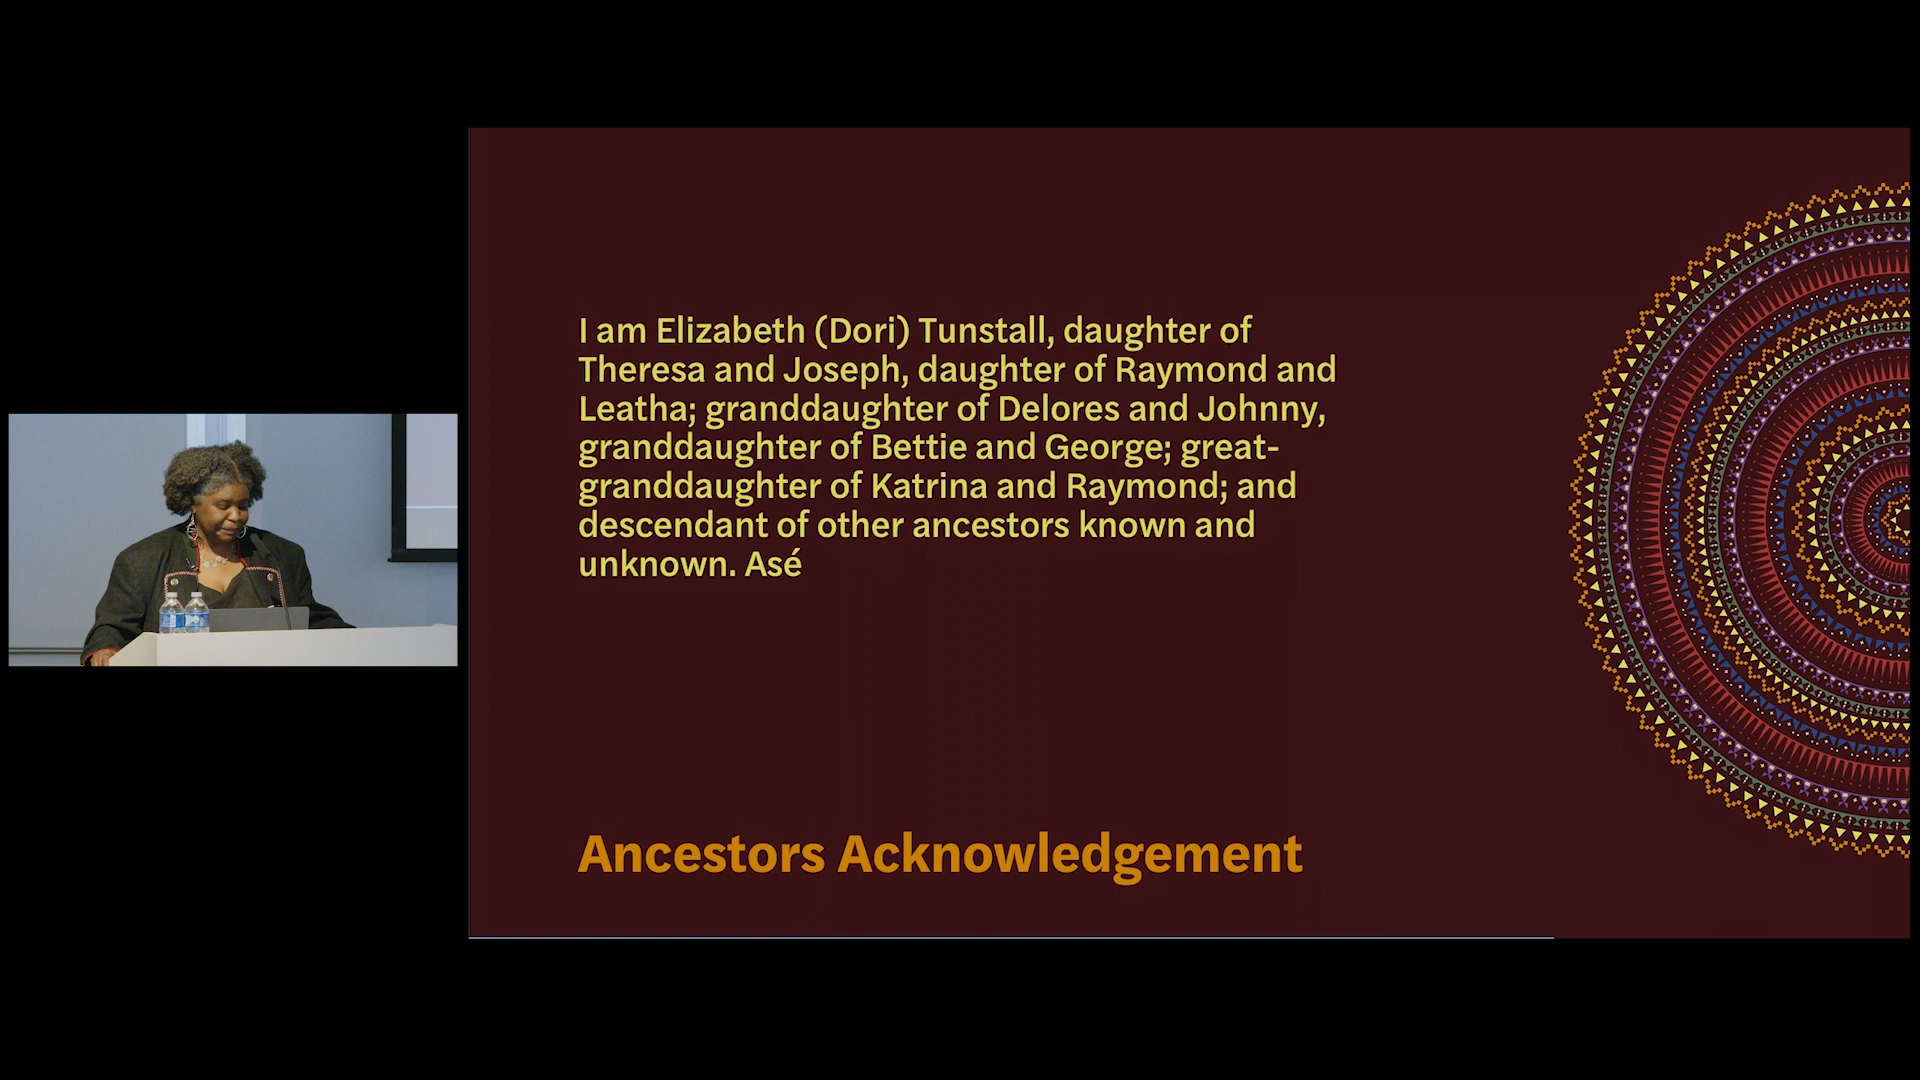 I am Elizabeth (Dori) Tunstall, daughter of
Theresa and Joseph, daughter of Raymond and
Leatha; granddaughter of Delores and Johnny,
granddaughter of Bettie and George; great-
granddaughter of Katrina and Raymond; and
descendant of other ancestors known and
unknown. Asé
Ancestors Acknowledgement